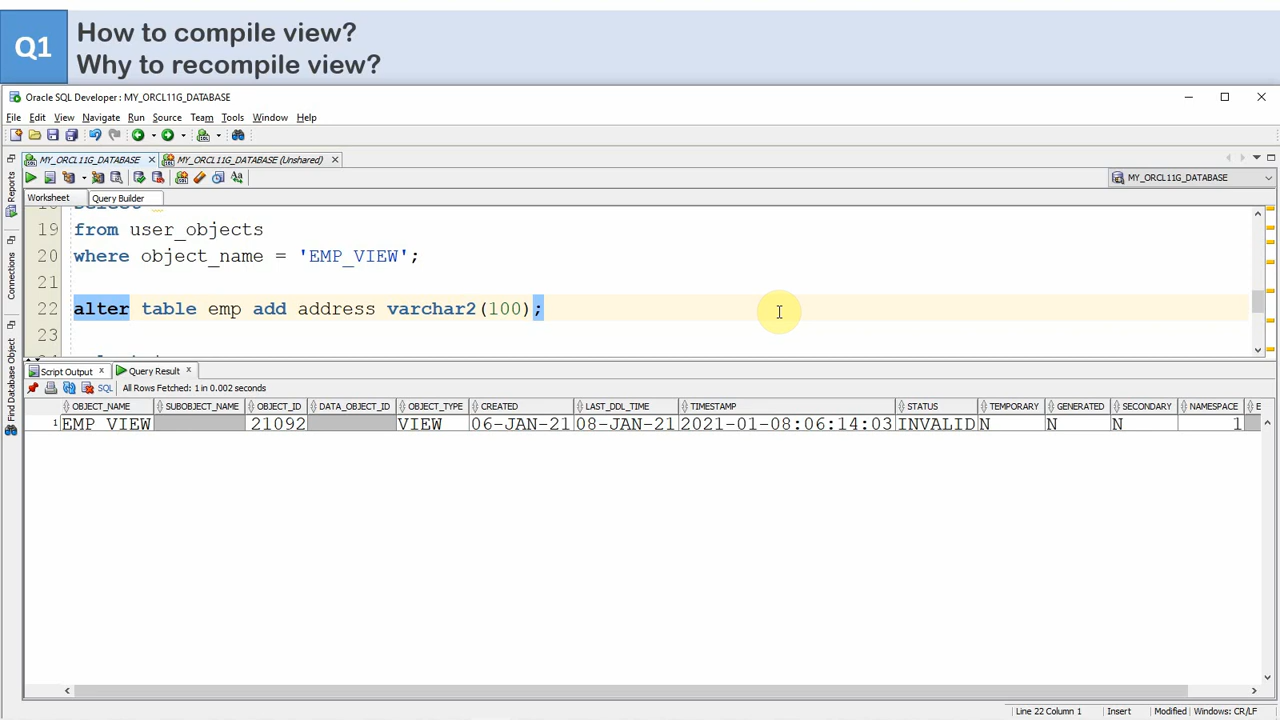 Q1
How to compile view?
Why to recompile view?
Oracle SQL Developer : MY_ORCL11G_DATABASE
File Edit View Navigate Run Source Team Tools Window Help
MY_ORCL11G_DATABASE MY_ORCL11G_DATABASE (Unshared)
MY_ORCL11G_DATABASE
Worksheet Query Builder
Reports
Connections
Find Database Object
19 from user_objects
20 where object_name = 'EMP_VIEW';
21
22 alter table emp add address varchar2(100);
23
Script Output Query Result
SQL All Rows Fetched: 1 in 0.002 seconds
OBJECT_NAME SUBOBJECT_NAME OBJECT_ID DATA_OBJECT_ID OBJECT_TYPE CREATED LAST_DDL_TIME TIMESTAMP STATUS TEMPORARY GENERATED SECONDARY NAMESPACE E
1 EMP_VIEW 21092 VIEW 06-JAN-21 08-JAN-21 2021-01-08:06:14:03 INVALID N N N 1
Line 22 Column 1 Insert Modified Windows: CR/LF